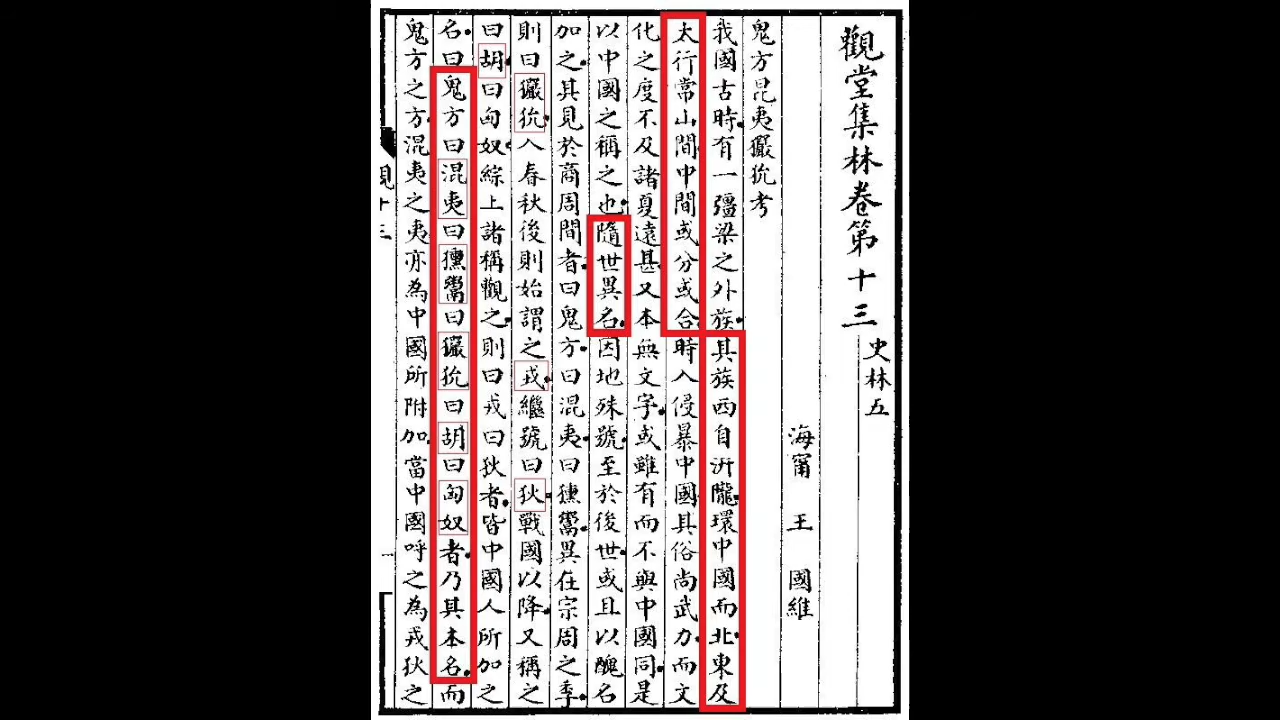 觀堂集林卷第十三
史林五
海甯 王 國維
鬼方昆夷玁狁考
我國古時有一彊梁之外族其族西自汧隴環中國而北東及
太行常山間中間或分或合時入侵暴中國其俗尚武力而文
化之度不及諸夏遠甚又本無文字或雖有而不與中國同是
以中國之稱之也隨世異名因地殊號至於後世或且以醜名
加之其見於商周間者曰鬼方曰混夷曰獯鬻異在宗周之季
則曰玁狁入春秋後則始謂之戎繼號曰狄戰國以降又稱之
曰胡曰匈奴綜上諸稱觀之則曰戎曰狄者皆中國人所加之
名曰鬼方曰混夷曰獯鬻曰玁狁曰胡曰匈奴者乃其本名而
鬼方之方混夷之夷亦為中國所附加當中國呼之為戎狄之